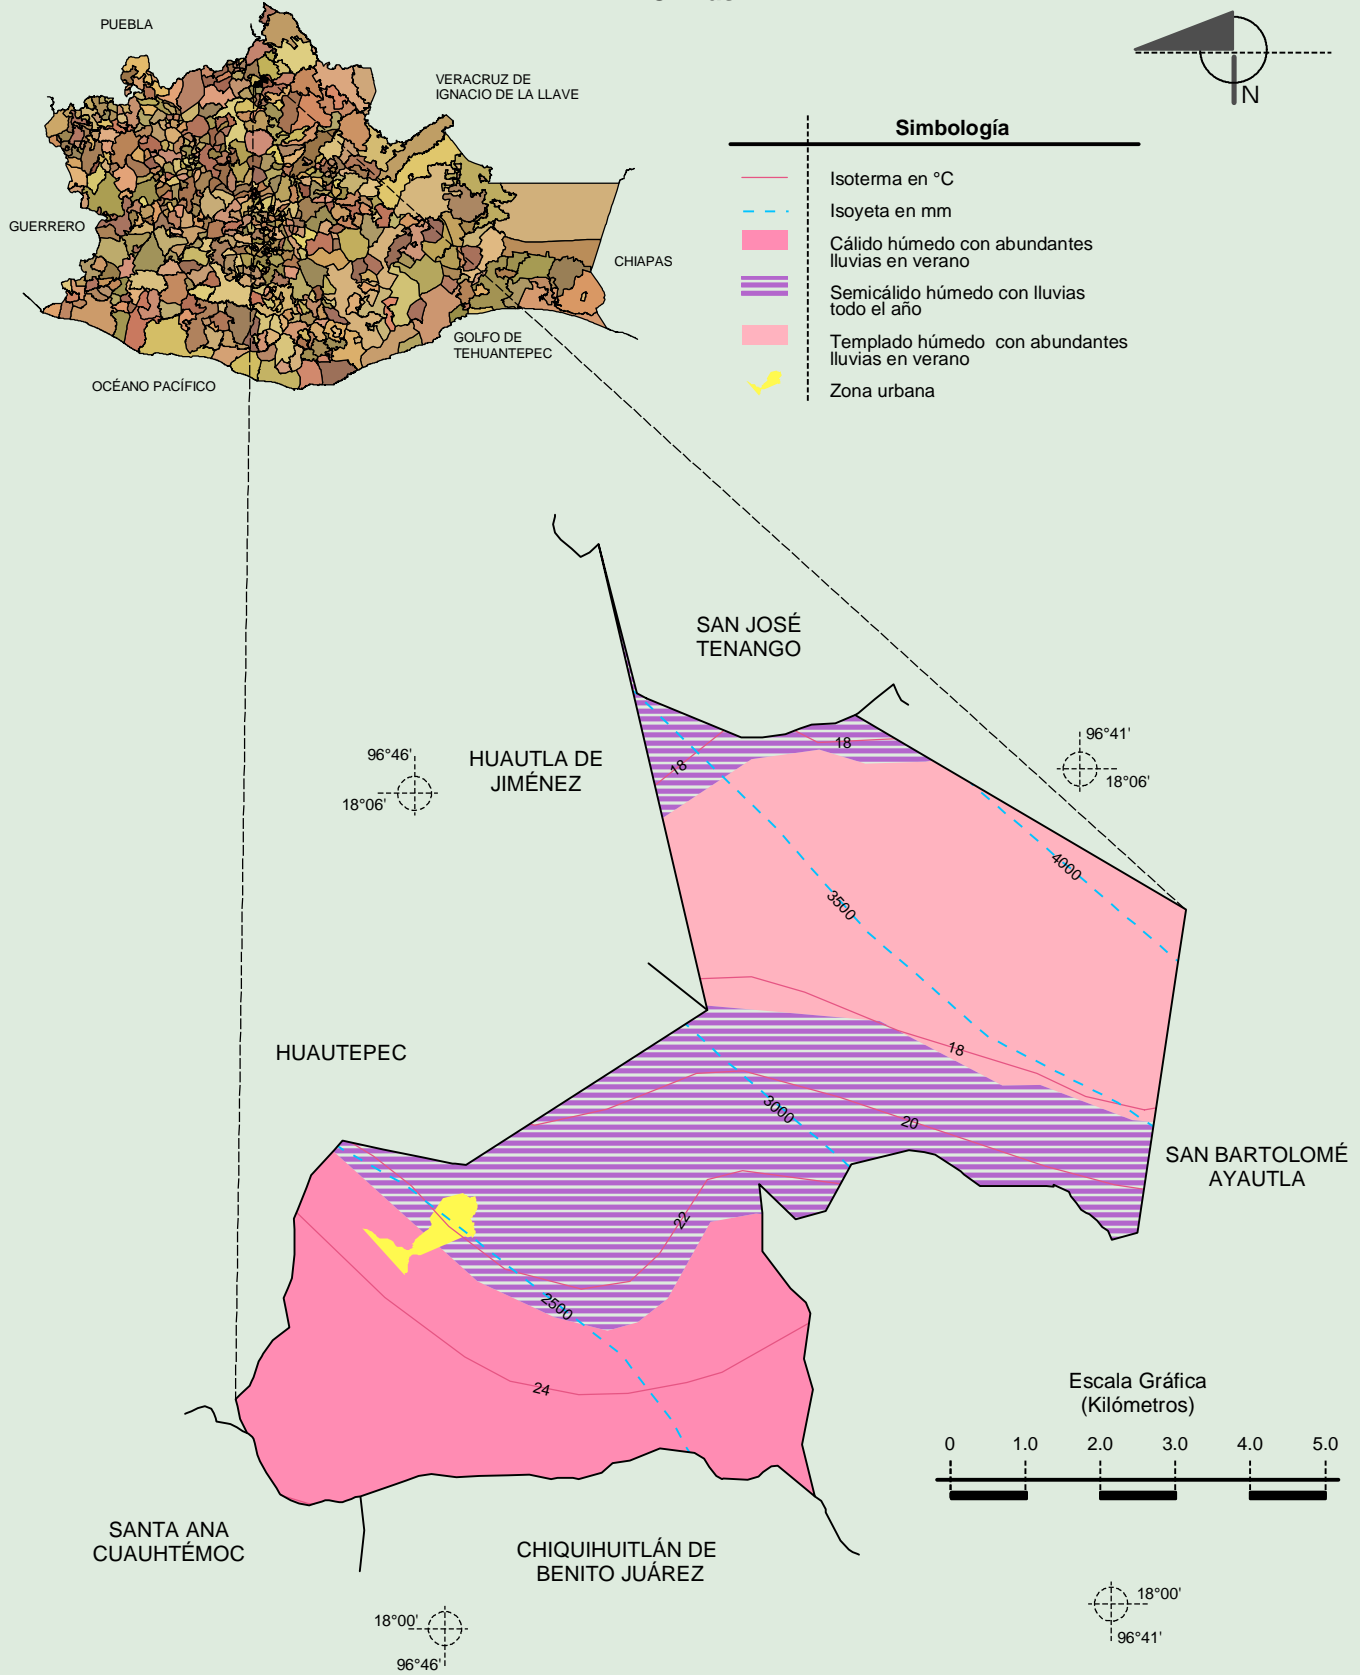 PUEBLA
VERACRUZ DE
IGNACIO DE LA LLAVE
GUERRERO
CHIAPAS
GOLFO DE
TEHUANTEPEC
OCÉANO PACÍFICO
N
Simbología
Isoterma en °C
Isoyeta en mm
Cálido húmedo con abundantes
lluvias en verano
Semicálido húmedo con lluvias
todo el año
Templado húmedo con abundantes
lluvias en verano
Zona urbana
SAN JOSÉ
TENANGO
HUAUTLA DE
JIMÉNEZ
96°46'
18°06'
96°41'
18°06'
18
18
4000
3500
HUAUTEPEC
18
3000
20
SAN BARTOLOMÉ
AYAUTLA
22
2500
24
Escala Gráfica
(Kilómetros)
0 1.0 2.0 3.0 4.0 5.0
SANTA ANA
CUAUHTÉMOC
CHIQUIHUITLÁN DE
BENITO JUÁREZ
18°00'
96°46'
18°00'
96°41'